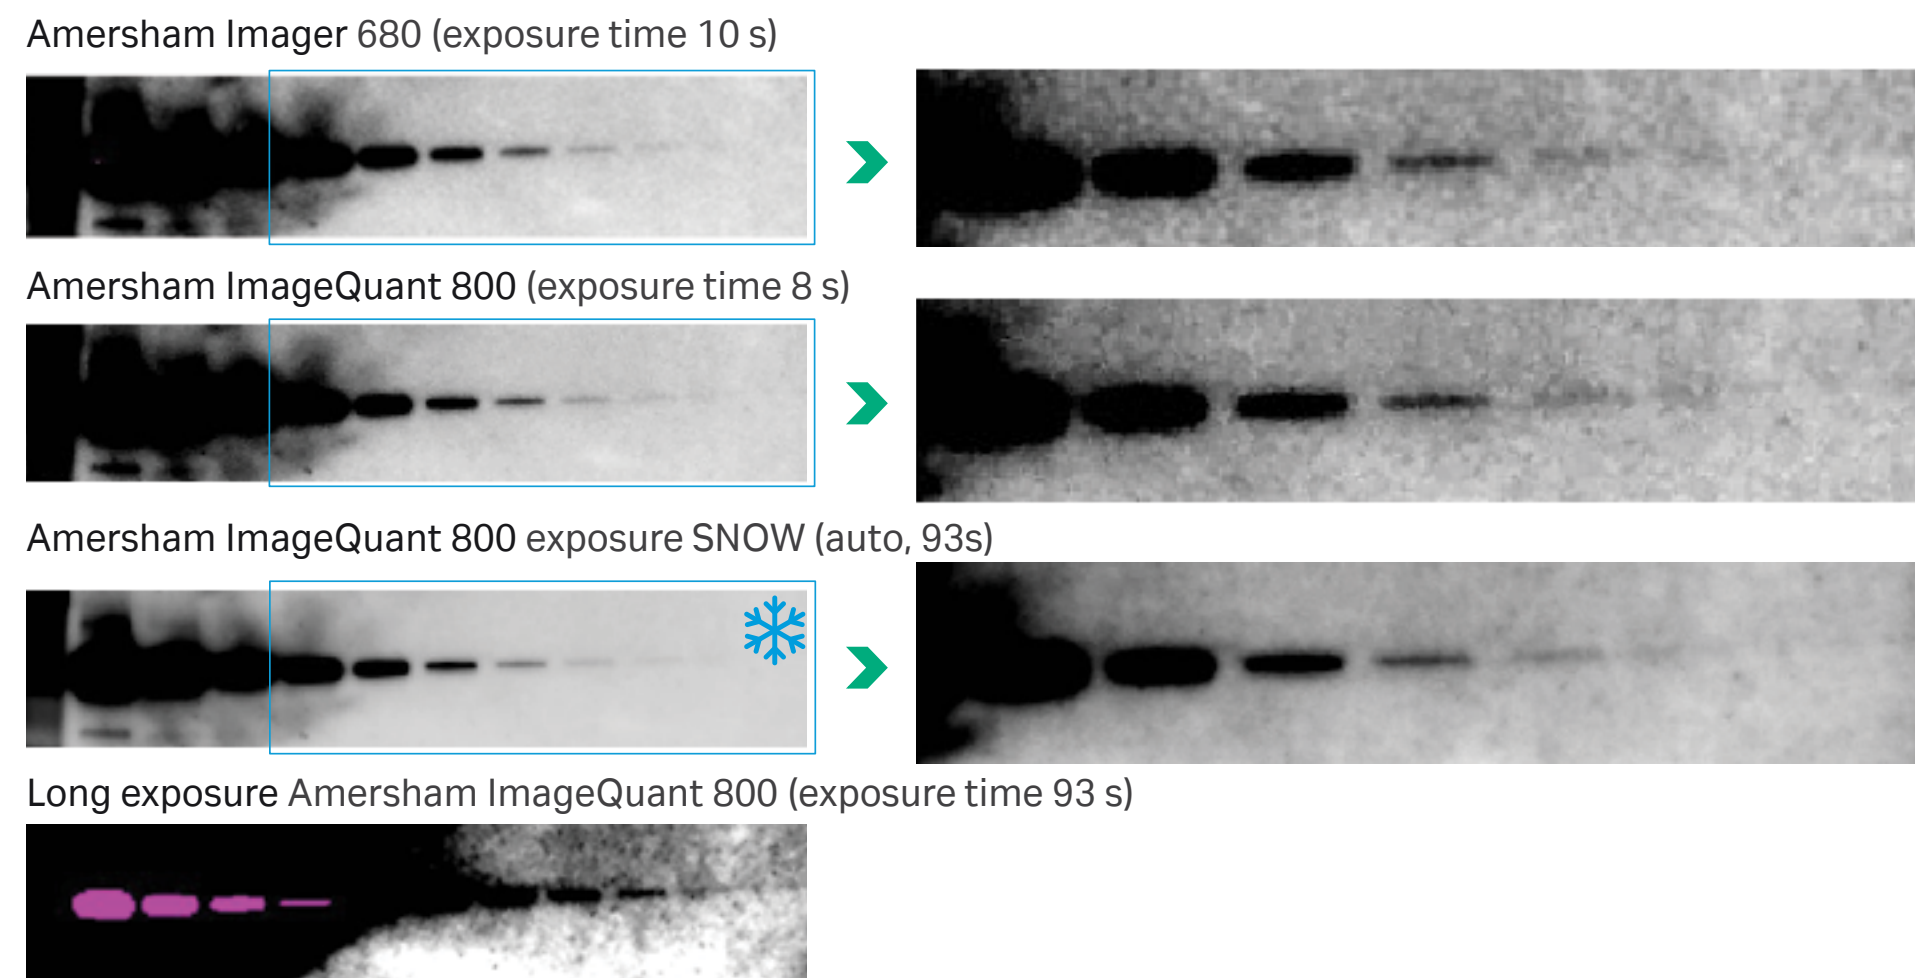 Amersham Imager 680 (exposure time 10 s)
Amersham ImageQuant 800 (exposure time 8 s)
Amersham ImageQuant 800 exposure SNOW (auto, 93s)
Long exposure Amersham ImageQuant 800 (exposure time 93 s)